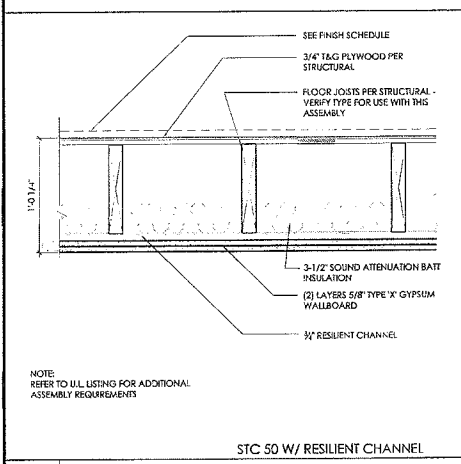 SEE FINISH SCHEDULE
3/4" T&G PLYWOOD PER
STRUCTURAL
FLOOR JOISTS PER STRUCTURAL -
VERIFY TYPE FOR USE WITH THIS
ASSEMBLY
1'-0 1/4"
3-1/2" SOUND ATTENUATION BATT
INSULATION
(2) LAYERS 5/8" TYPE 'X' GYPSUM
WALLBOARD
¾" RESILIENT CHANNEL
NOTE:
REFER TO U.L. LISTING FOR ADDITIONAL
ASSEMBLY REQUIREMENTS
STC 50 W/ RESILIENT CHANNEL